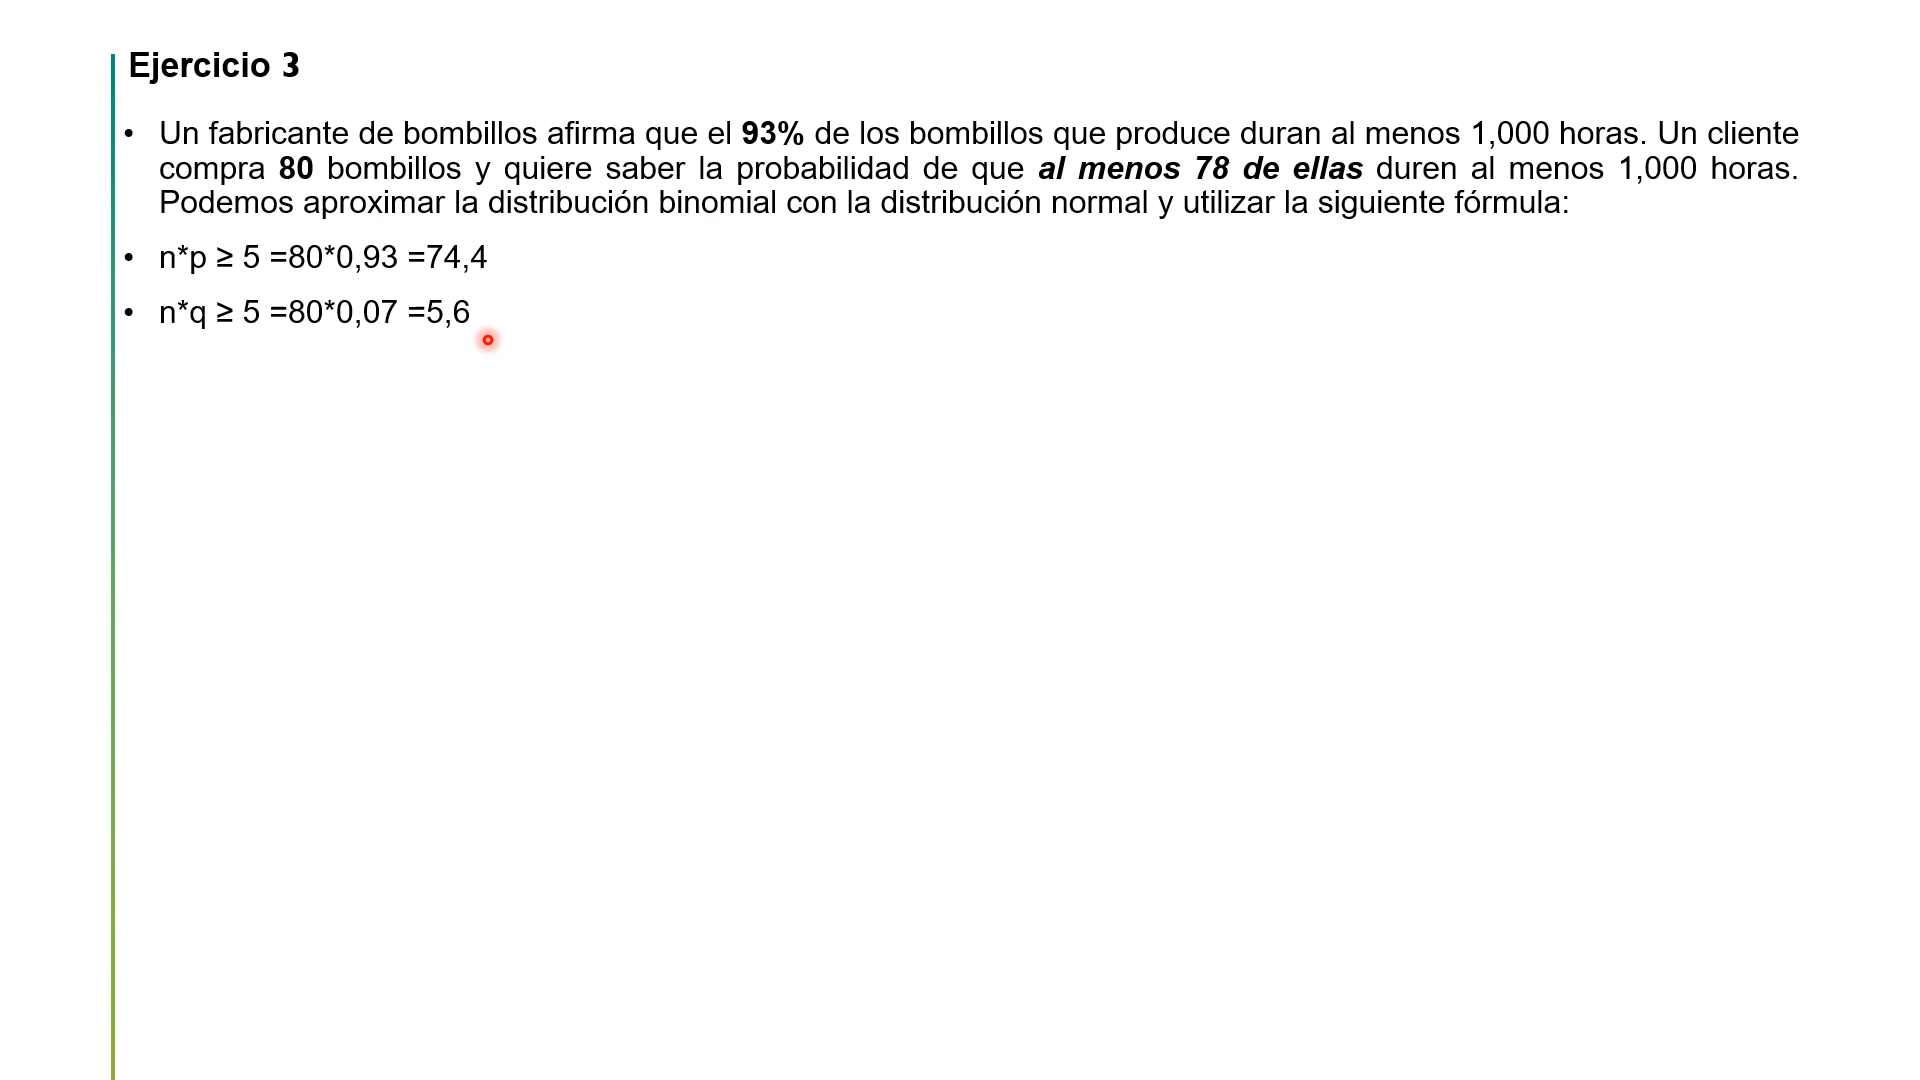 Ejercicio 3
• Un fabricante de bombillos afirma que el 93% de los bombillos que produce duran al menos 1,000 horas. Un cliente
compra 80 bombillos y quiere saber la probabilidad de que al menos 78 de ellas duren al menos 1,000 horas.
Podemos aproximar la distribución binomial con la distribución normal y utilizar la siguiente fórmula:
• n*p ≥ 5 =80*0,93 =74,4
• n*q ≥ 5 =80*0,07 =5,6